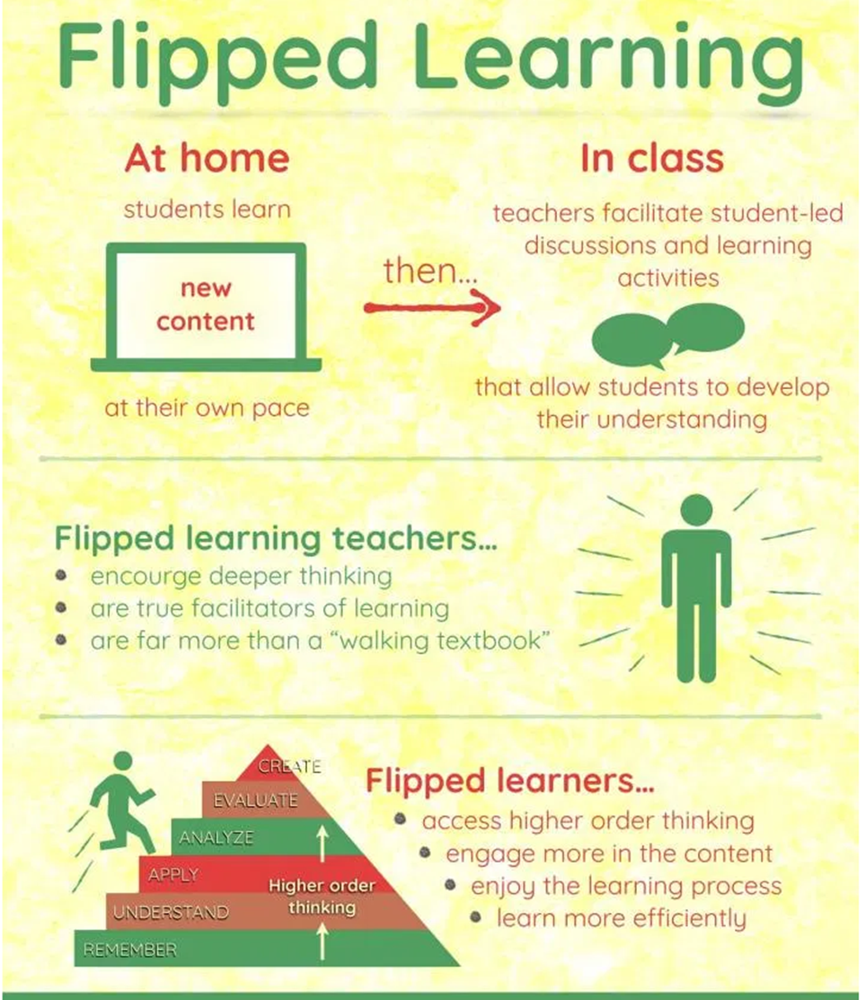 Flipped Learning
At home
students learn
new
content
at their own pace
then...
In class
teachers facilitate student-led
discussions and learning
activities
that allow students to develop
their understanding
Flipped learning teachers...
encourge deeper thinking
are true facilitators of learning
are far more than a “walking textbook”
CREATE
EVALUATE
ANALYZE
APPLY
UNDERSTAND
REMEMBER
Higher order
thinking
Flipped learners...
access higher order thinking
engage more in the content
enjoy the learning process
learn more efficiently